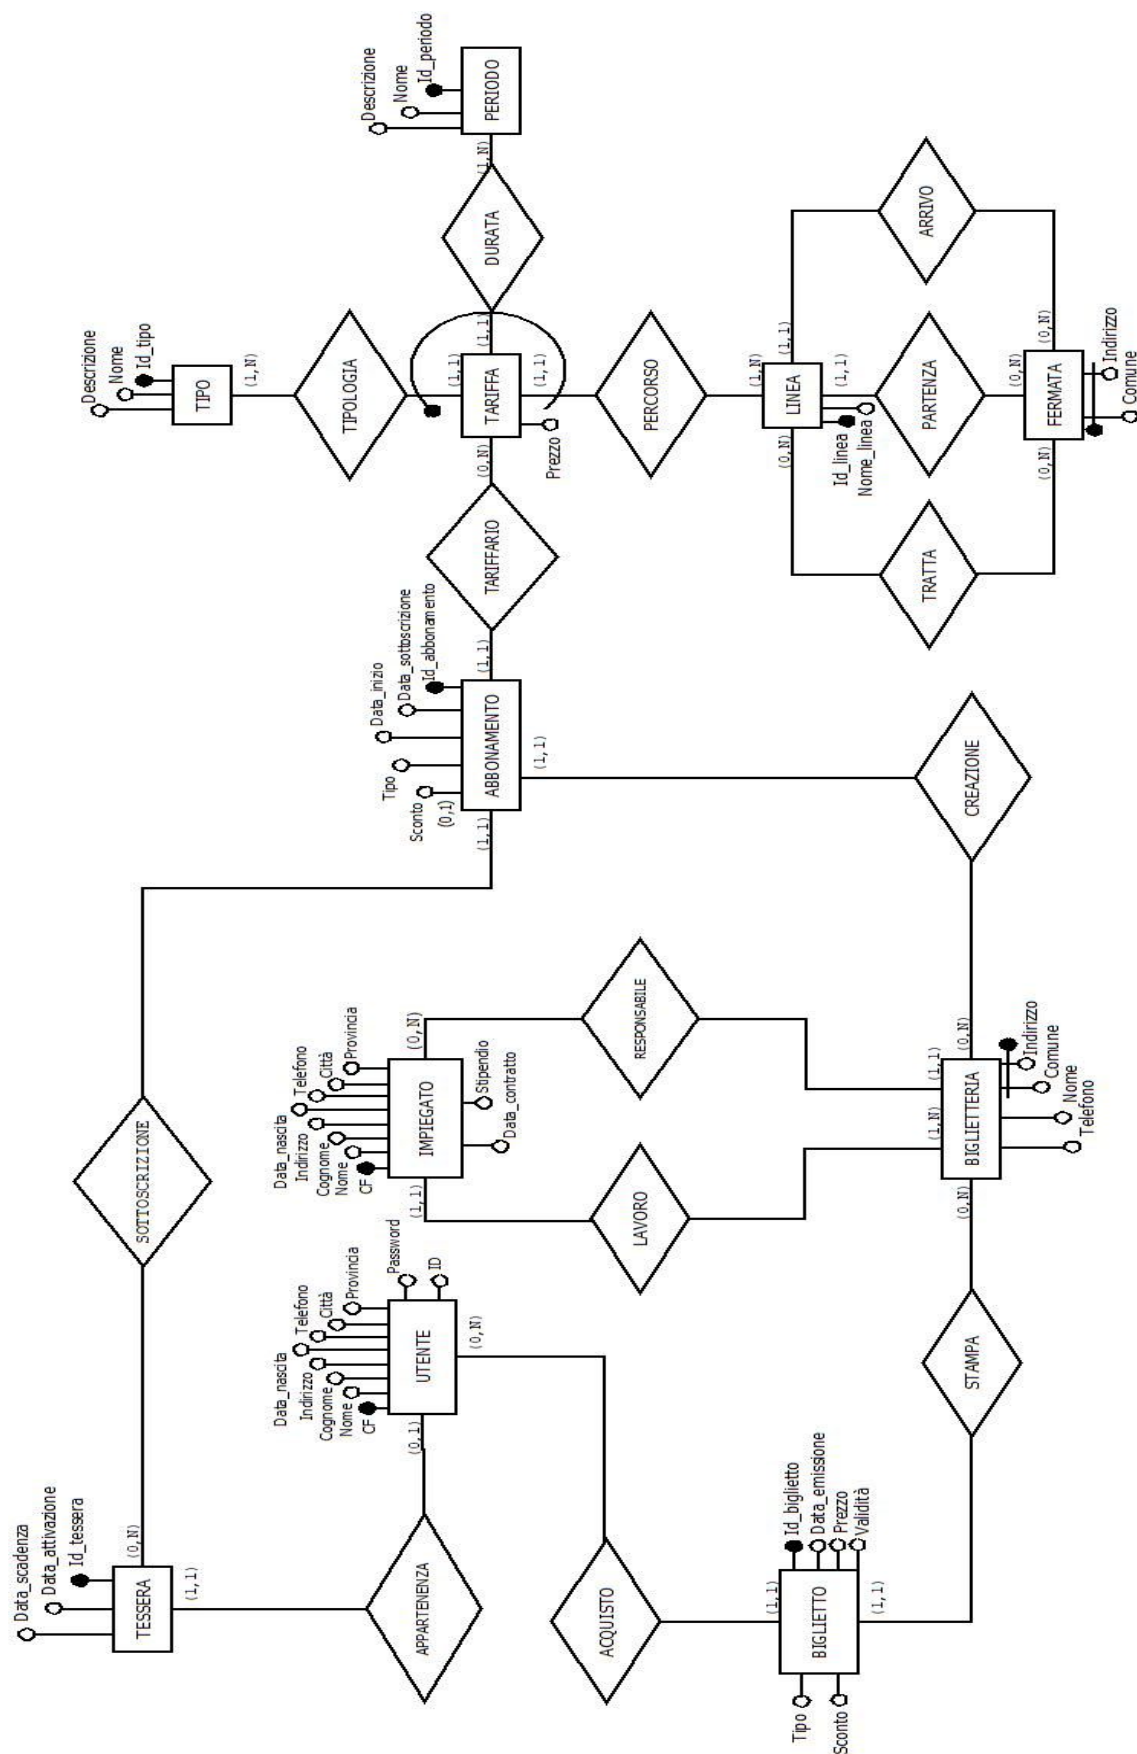 Data_scadenza
Data_attivazione
Id_tessera
TESSERA
(0,N)
(1,1)
SOTTOSCRIZIONE
APPARTENENZA
Data_nascita
Indirizzo
Cognome
Nome
CF
Telefono
Città
Provincia
Password
ID
UTENTE
(0,1)
(0,N)
ACQUISTO
Tipo
Sconto
BIGLIETTO
Id_biglietto
Data_emissione
Prezzo
Validità
(1,1)
(1,1)
STAMPA
Data_nascita
Indirizzo
Cognome
Nome
CF
Telefono
Città
Provincia
IMPIEGATO
Stipendio
Data_contratto
(1,1)
(0,N)
LAVORO
RESPONSABILE
BIGLIETTERIA
(0,N)
(1,N)
(1,1)
(0,N)
Indirizzo
Comune
Nome
Telefono
CREAZIONE
Sconto
(0,1)
Tipo
Data_inizio
Data_sottoscrizione
Id_abbonamento
ABBONAMENTO
(1,1)
(1,1)
(1,1)
TARIFFARIO
Descrizione
Nome
Id_tipo
TIPO
(1,N)
TIPOLOGIA
(1,1)
(0,N)
TARIFFA
(1,1)
(1,1)
Prezzo
DURATA
(1,N)
PERIODO
Descrizione
Nome
Id_periodo
PERCORSO
(1,N)
(0,N)
LINEA
(1,1)
(1,1)
Id_linea
Nome_linea
TRATTA
PARTENZA
ARRIVO
(0,N)
(0,N)
(0,N)
FERMATA
Indirizzo
Comune